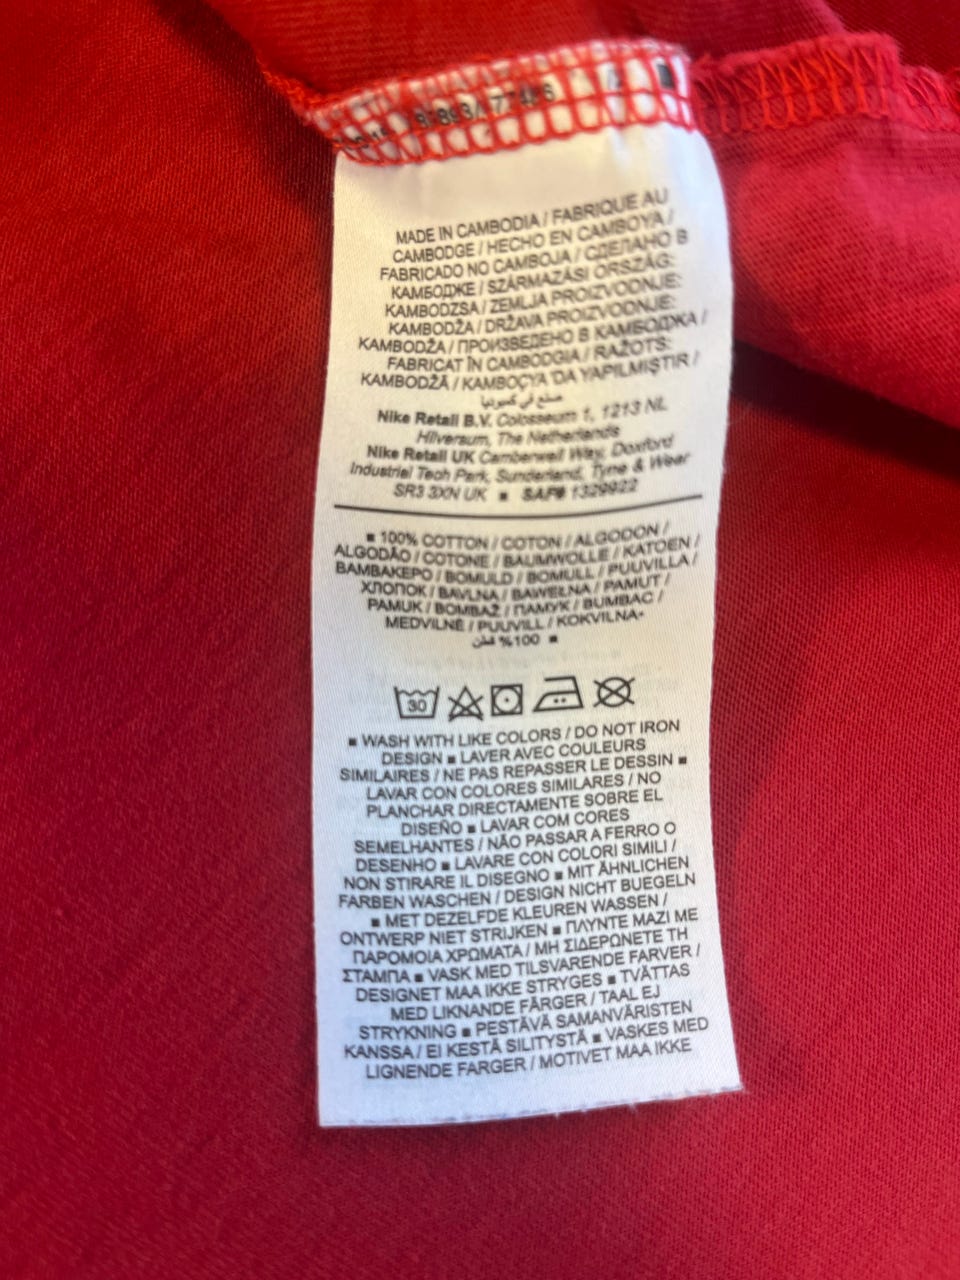 MADE IN CAMBODIA / FABRIQUE AU
CAMBODGE / HECHO EN CAMBOYA /
FABRICADO NO CAMBOJA / СДЕЛАНО В
КАМБОДЖЕ / SZÁRMAZÁSI ORSZÁG:
KAMBODZSA / ZEMLJA PROIZVODNJE:
KAMBODŽA / DRŽAVA PROIZVODNJE:
KAMBODŽA / ПРОИЗВЕДЕНО В КАМБОДЖА /
FABRICAT ÎN CAMBODGIA / RAŽOTS:
KAMBODŽĀ / KAMBOÇYA 'DA YAPILMIŞTIR /
صنع في كمبوديا
Nike Retail B.V. Colosseum 1, 1213 NL
Hilversum, The Netherlands
Nike Retail UK Camberwell Way, Doxford
Industrial Tech Park, Sunderland, Tyne & Wear
SR3 3XN UK ■ SAF# 1329922
■ 100% COTTON / COTON / ALGODON /
ALGODÃO / COTONE / BAUMWOLLE / KATOEN /
ΒΑΜΒΑΚΕΡΟ / BOMULD / BOMULL / PUUVILLA /
ХЛОПОК / BAVLNA / BAWEŁNA / PAMUT /
PAMUK / BOMBAŽ / ПАМУК / BUMBAC /
MEDVILNĖ / PUUVILL / KOKVILNA*
%100 قطن ■
30
■ WASH WITH LIKE COLORS / DO NOT IRON
DESIGN ■ LAVER AVEC COULEURS
SIMILAIRES / NE PAS REPASSER LE DESSIN ■
LAVAR CON COLORES SIMILARES / NO
PLANCHAR DIRECTAMENTE SOBRE EL
DISEÑO ■ LAVAR COM CORES
SEMELHANTES / NÃO PASSAR A FERRO O
DESENHO ■ LAVARE CON COLORI SIMILI /
NON STIRARE IL DISEGNO ■ MIT ÄHNLICHEN
FARBEN WASCHEN / DESIGN NICHT BUEGELN
■ MET DEZELFDE KLEUREN WASSEN /
ONTWERP NIET STRIJKEN ■ ΠΛΥΝΤΕ ΜΑΖΙ ΜΕ
ΠΑΡΟΜΟΙΑ ΧΡΩΜΑΤΑ / ΜΗ ΣΙΔΕΡΩΝΕΤΕ ΤΗ
ΣΤΑΜΠΑ ■ VASK MED TILSVARENDE FARVER /
DESIGNET MAA IKKE STRYGES ■ TVÄTTAS
MED LIKNANDE FÄRGER / TAAL EJ
STRYKNING ■ PESTÄVÄ SAMANVÄRISTEN
KANSSA / EI KESTÄ SILITYSTÄ ■ VASKES MED
LIGNENDE FARGER / MOTIVET MAA IKKE